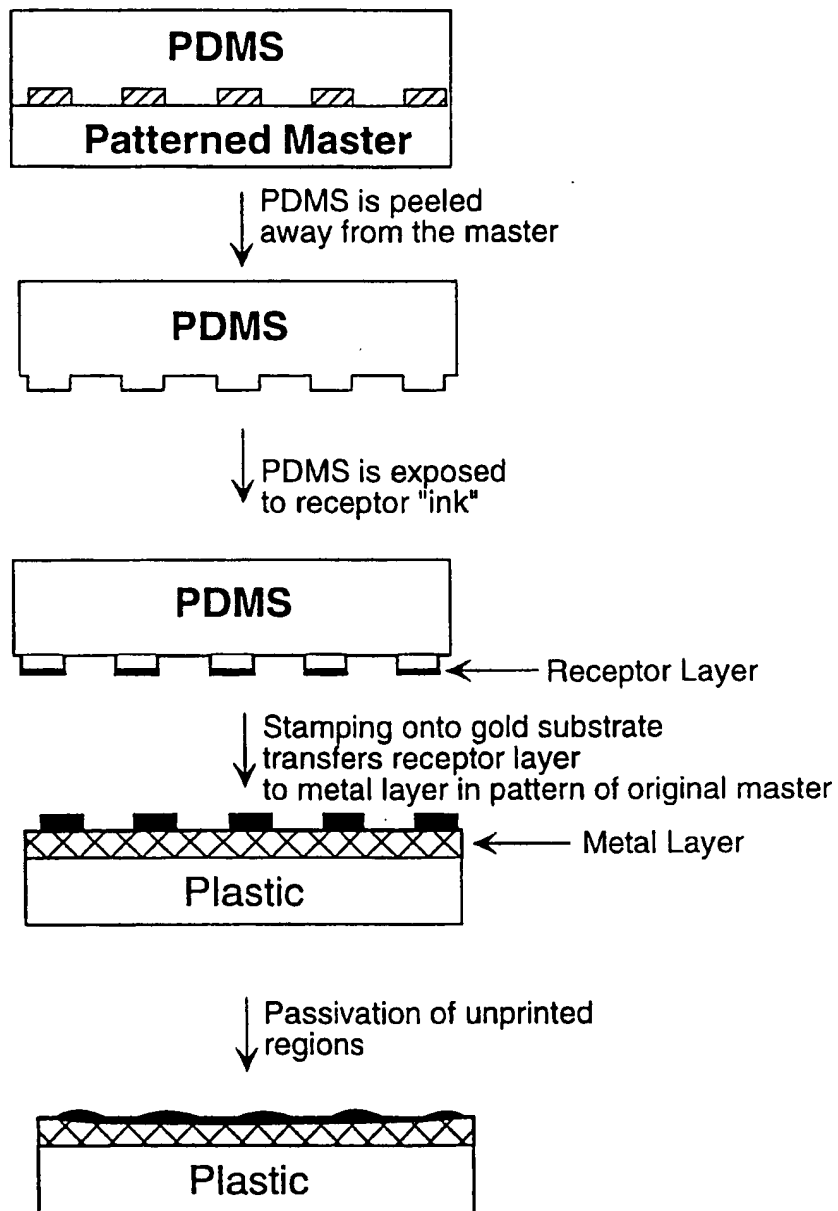 PDMS
Patterned Master
PDMS is peeled
away from the master
PDMS
PDMS is exposed
to receptor "ink"
PDMS
Receptor Layer
Stamping onto gold substrate
transfers receptor layer
to metal layer in pattern of original master
Metal Layer
Plastic
Passivation of unprinted
regions
Plastic